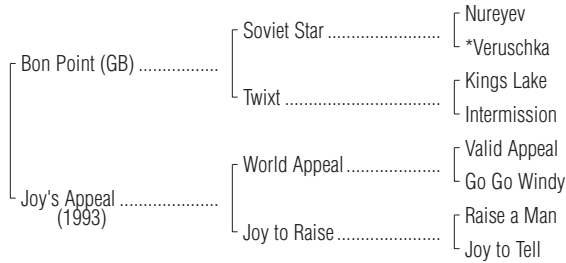 Nureyev
Soviet Star ......................
*Veruschka
Bon Point (GB) ................
Kings Lake
Twixt ...............................
Intermission
Valid Appeal
World Appeal ...................
Go Go Windy
Joy's Appeal ....................
(1993)
Raise a Man
Joy to Raise .....................
Joy to Tell